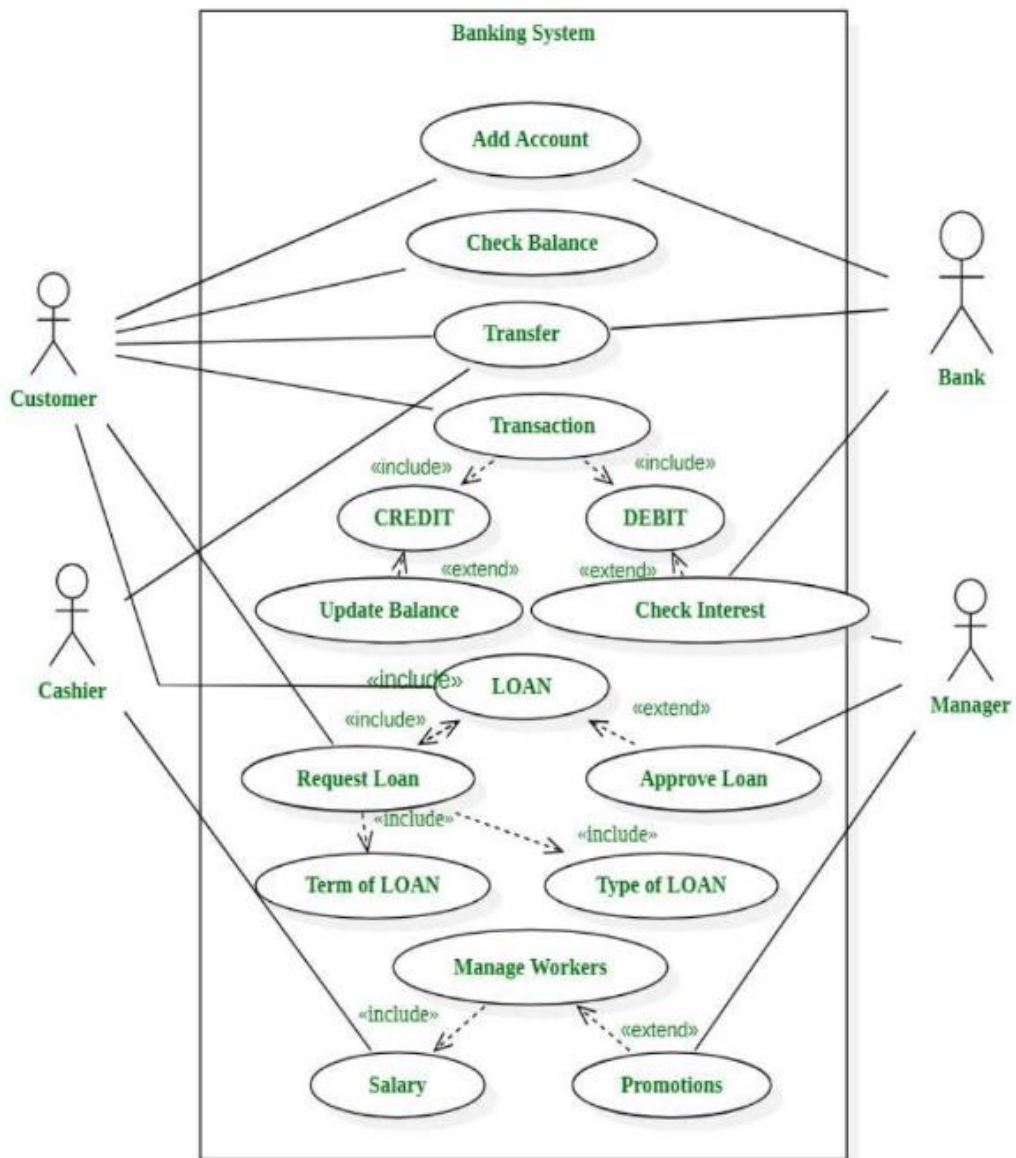 Banking System
Add Account
Check Balance
Transfer
Bank
Customer
Transaction
«include»
«include»
CREDIT
DEBIT
«extend»
«extend»
Update Balance
Check Interest
Cashier
«include»
LOAN
Manager
«include»
«extend»
Request Loan
Approve Loan
«include»
«include»
Term of LOAN
Type of LOAN
Manage Workers
«include»
«extend»
Salary
Promotions